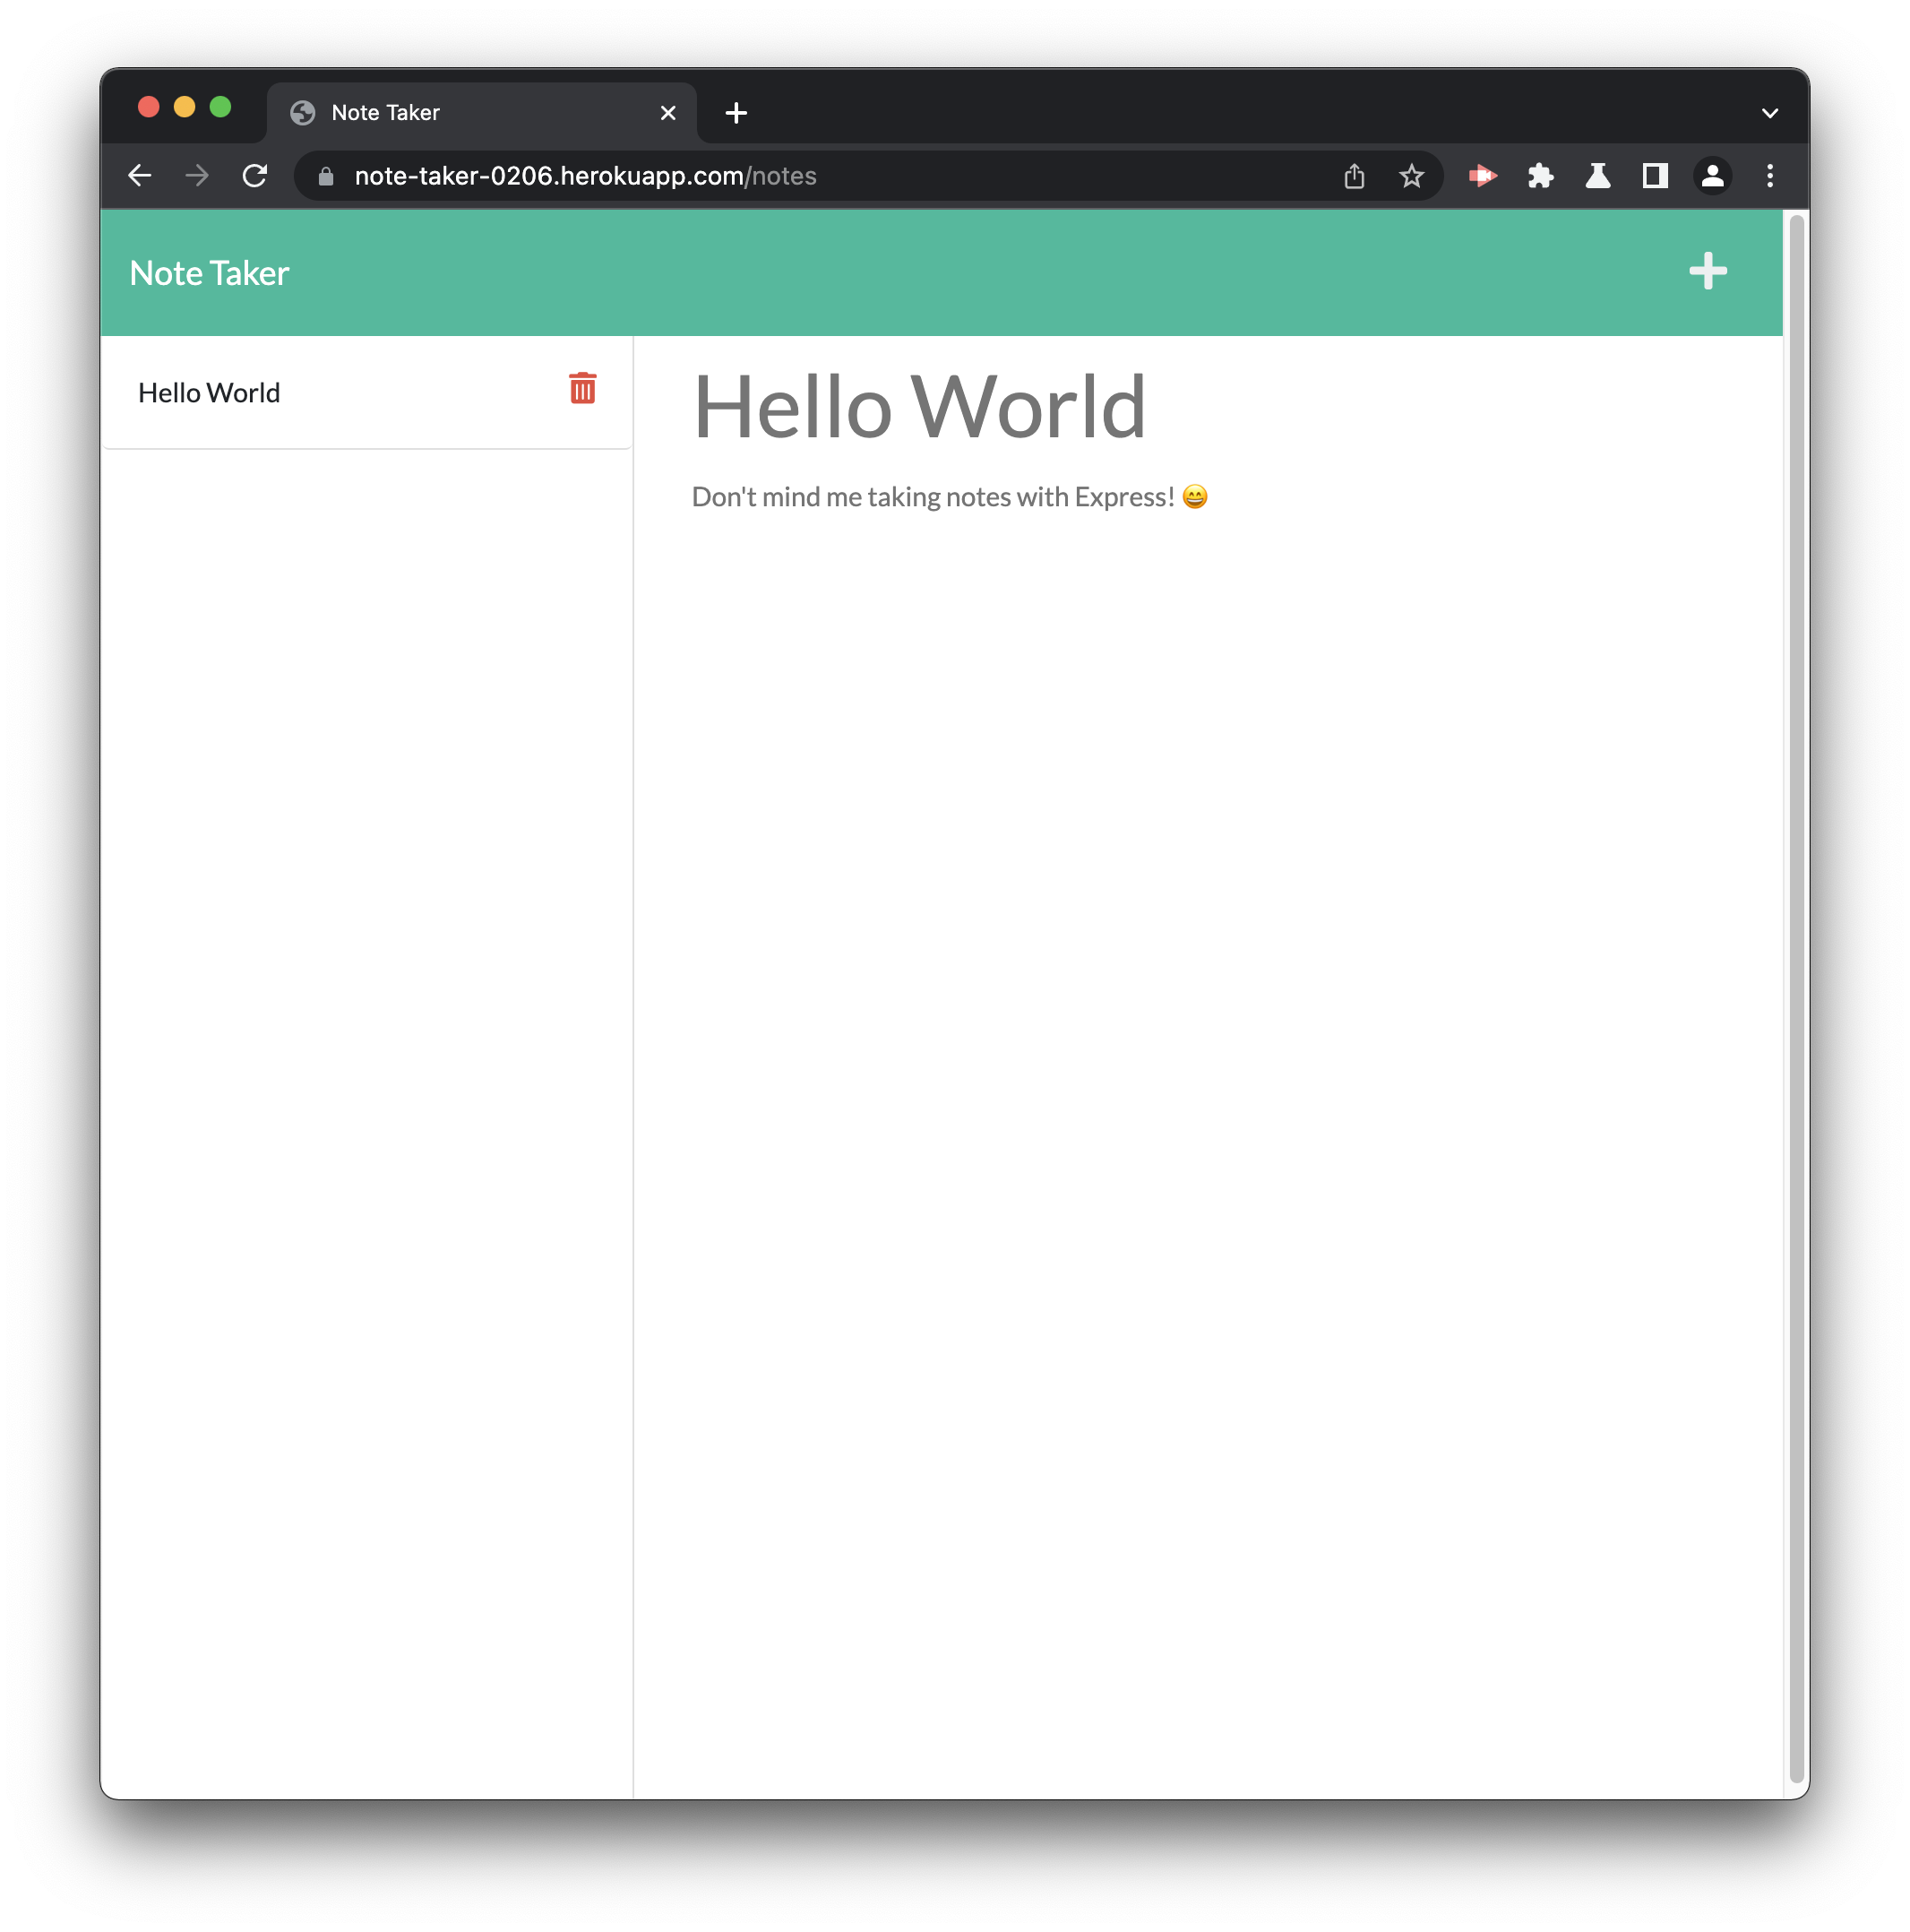 Note Taker
note-taker-0206.herokuapp.com/notes
Note Taker
Hello World
Hello World
Don't mind me taking notes with Express! 😄